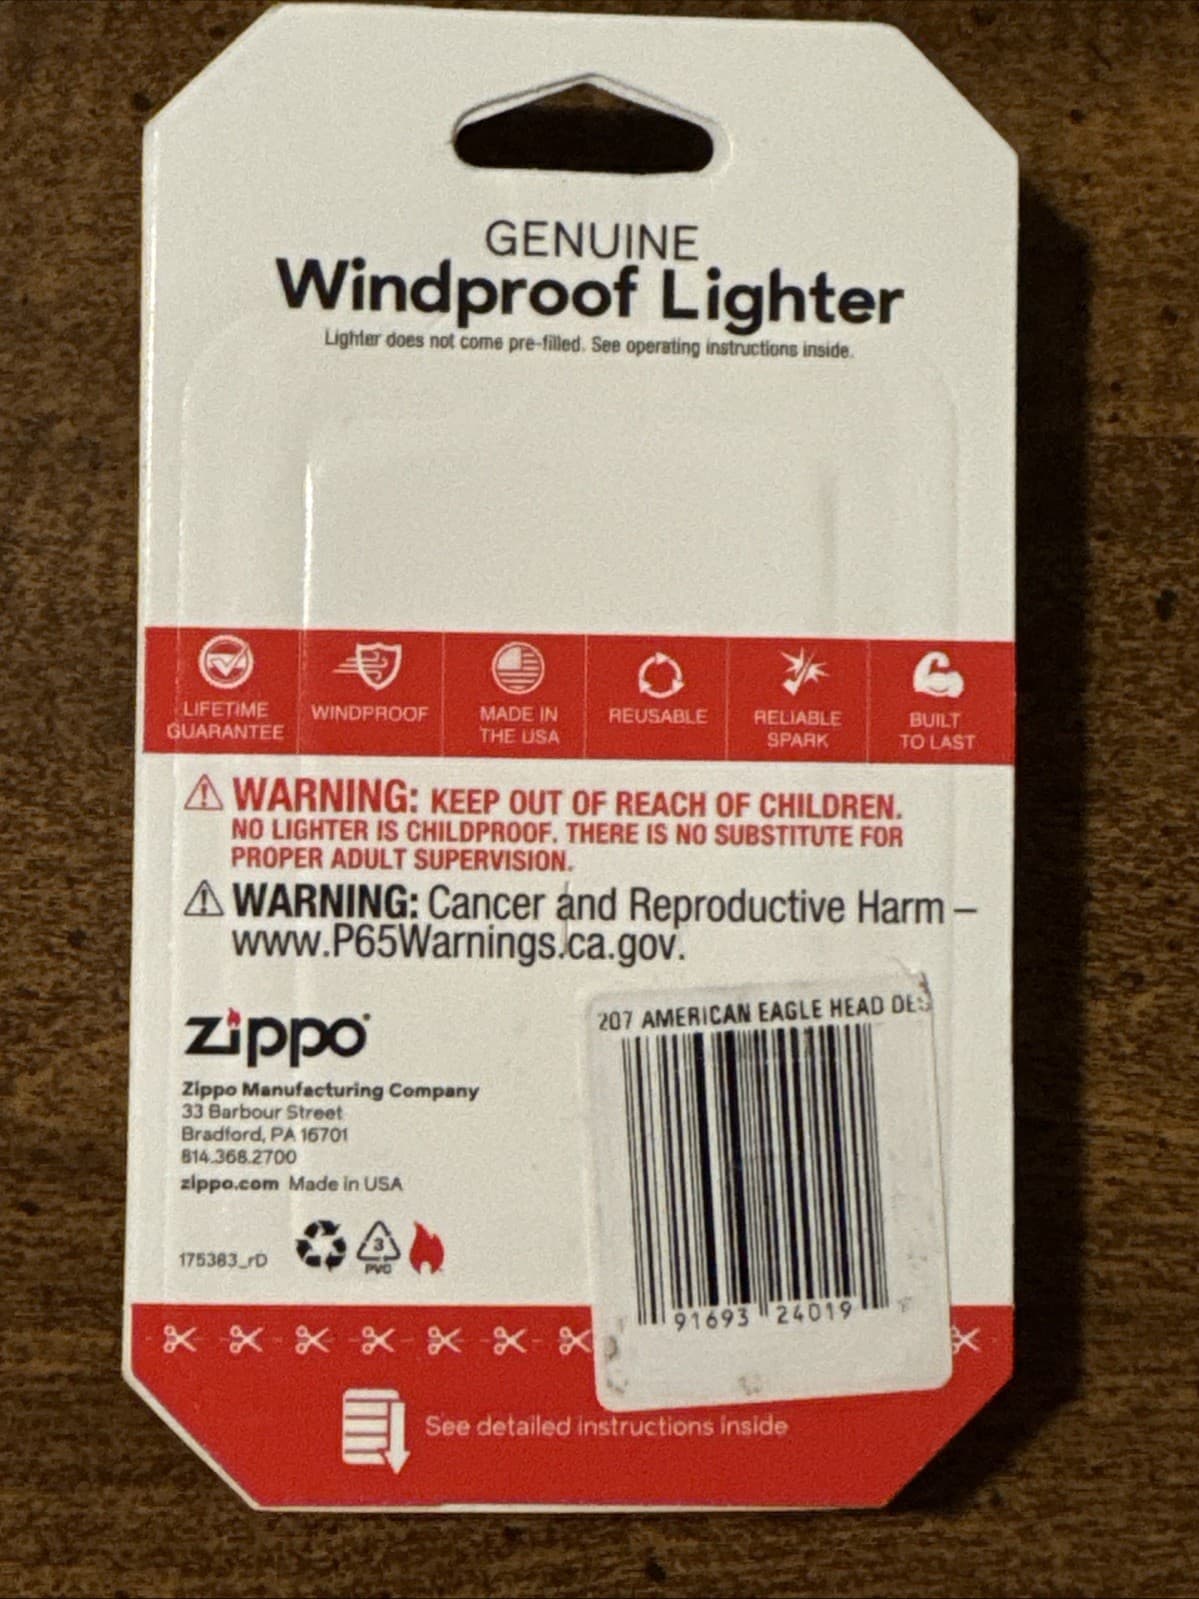 GENUINE
Windproof Lighter
Lighter does not come pre-filled. See operating instructions inside.
LIFETIME
GUARANTEE
WINDPROOF
MADE IN
THE USA
REUSABLE
RELIABLE
SPARK
BUILT
TO LAST
WARNING: KEEP OUT OF REACH OF CHILDREN.
NO LIGHTER IS CHILDPROOF. THERE IS NO SUBSTITUTE FOR
PROPER ADULT SUPERVISION.
WARNING: Cancer and Reproductive Harm –
www.P65Warnings.ca.gov.
zippo
Zippo Manufacturing Company
33 Barbour Street
Bradford, PA 16701
814.368.2700
zippo.com Made in USA
175383_rD
3
PVC
207 AMERICAN EAGLE HEAD DES
91693 24019
See detailed instructions inside